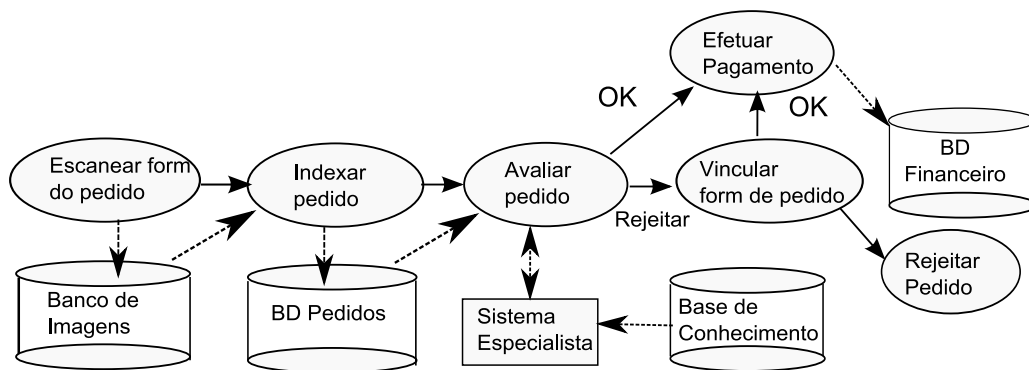 Efetuar
Pagamento
OK
OK
Escanear form
do pedido
Indexar
pedido
Avaliar
pedido
Rejeitar
Vincular
form de pedido
BD
Financeiro
Rejeitar
Pedido
Banco de
Imagens
BD Pedidos
Sistema
Especialista
Base de
Conhecimento